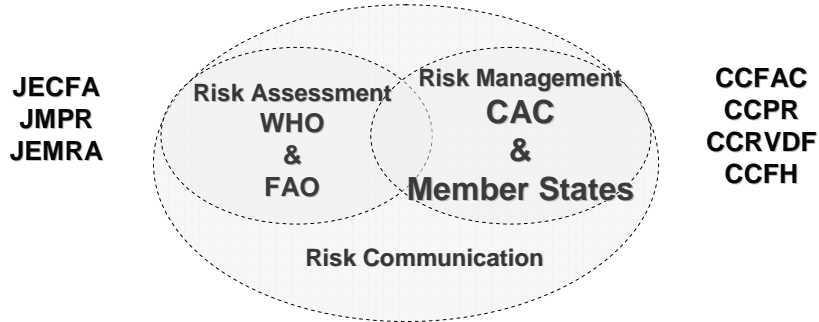 JECFA
JMPR
JEMRA
Risk Assessment
WHO
&
FAO
Risk Management
CAC
&
Member States
CCFAC
CCPR
CCRVDF
CCFH
Risk Communication